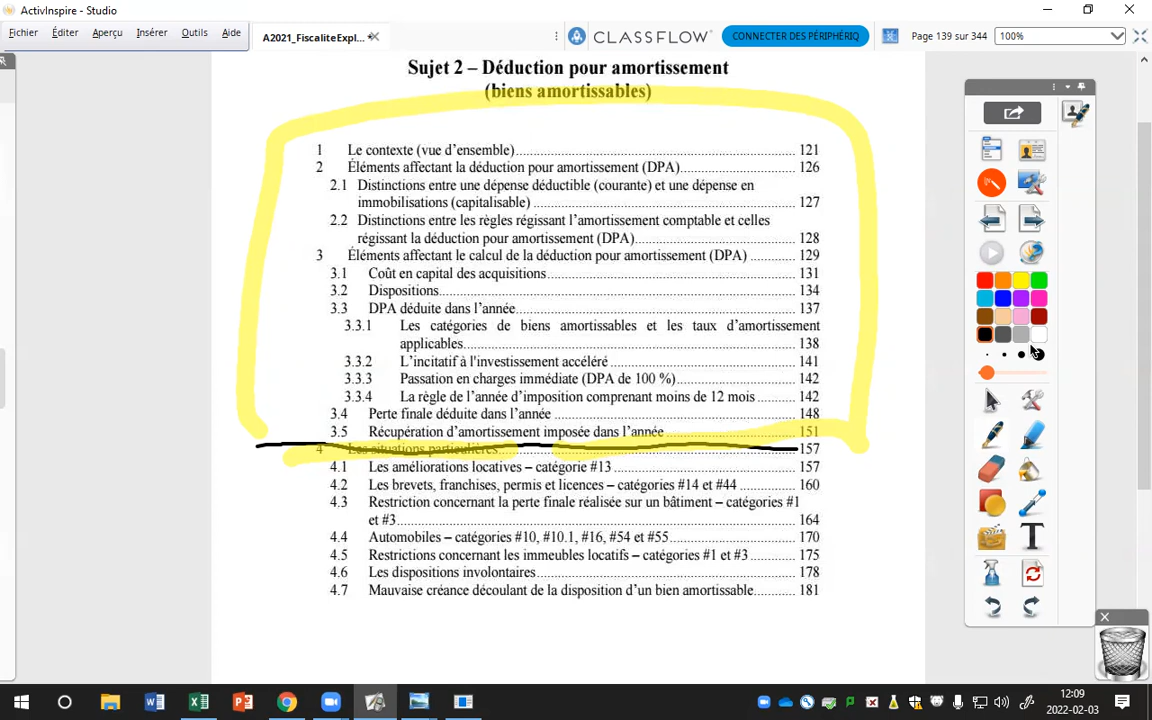 ActivInspire - Studio
Fichier Éditer Aperçu Insérer Outils Aide
A2021_FiscaliteExpl...
CLASSFLOW
CONNECTER DES PÉRIPHÉRIQ
Page 139 sur 344
100%
Sujet 2 – Déduction pour amortissement
(biens amortissables)
1 Le contexte (vue d'ensemble) 121
2 Éléments affectant la déduction pour amortissement (DPA) 126
2.1 Distinctions entre une dépense déductible (courante) et une dépense en
immobilisations (capitalisable) 127
2.2 Distinctions entre les règles régissant l'amortissement comptable et celles
régissant la déduction pour amortissement (DPA) 128
3 Éléments affectant le calcul de la déduction pour amortissement (DPA) 129
3.1 Coût en capital des acquisitions 131
3.2 Dispositions 134
3.3 DPA déduite dans l'année 137
3.3.1 Les catégories de biens amortissables et les taux d'amortissement
applicables 138
3.3.2 L'incitatif à l'investissement accéléré 141
3.3.3 Passation en charges immédiate (DPA de 100 %) 142
3.3.4 La règle de l'année d'imposition comprenant moins de 12 mois 142
3.4 Perte finale déduite dans l'année 148
3.5 Récupération d'amortissement imposée dans l'année 151
4 Les situations particulières 157
4.1 Les améliorations locatives – catégorie #13 157
4.2 Les brevets, franchises, permis et licences – catégories #14 et #44 160
4.3 Restriction concernant la perte finale réalisée sur un bâtiment – catégories #1
et #3 164
4.4 Automobiles – catégories #10, #10.1, #16, #54 et #55 170
4.5 Restrictions concernant les immeubles locatifs – catégories #1 et #3 175
4.6 Les dispositions involontaires 178
4.7 Mauvaise créance découlant de la disposition d'un bien amortissable 181
12:09
2022-02-03